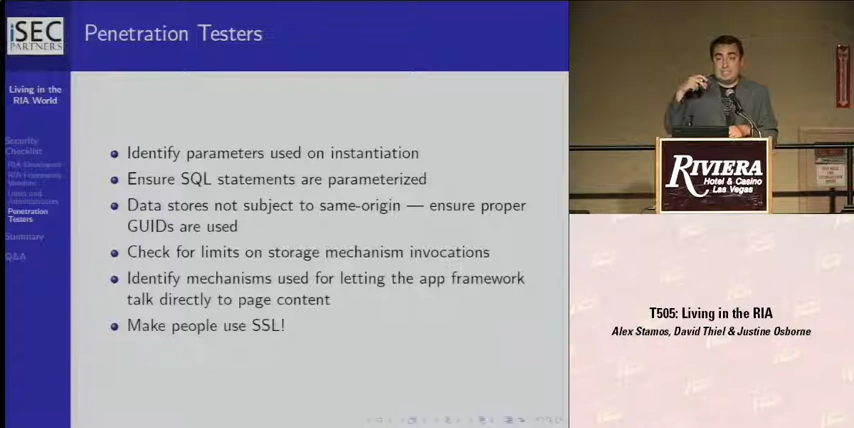 iSEC
PARTNERS
Penetration Testers
Living in the
RIA World
Security
Checklist
Penetration
Testers
Summary
Q&A
Identify parameters used on instantiation
Ensure SQL statements are parameterized
Data stores not subject to same-origin — ensure proper
GUIDs are used
Check for limits on storage mechanism invocations
Identify mechanisms used for letting the app framework
talk directly to page content
Make people use SSL!
RIVIERA
Hotel & Casino
Las Vegas
T505: Living in the RIA
Alex Stamos, David Thiel & Justine Osborne